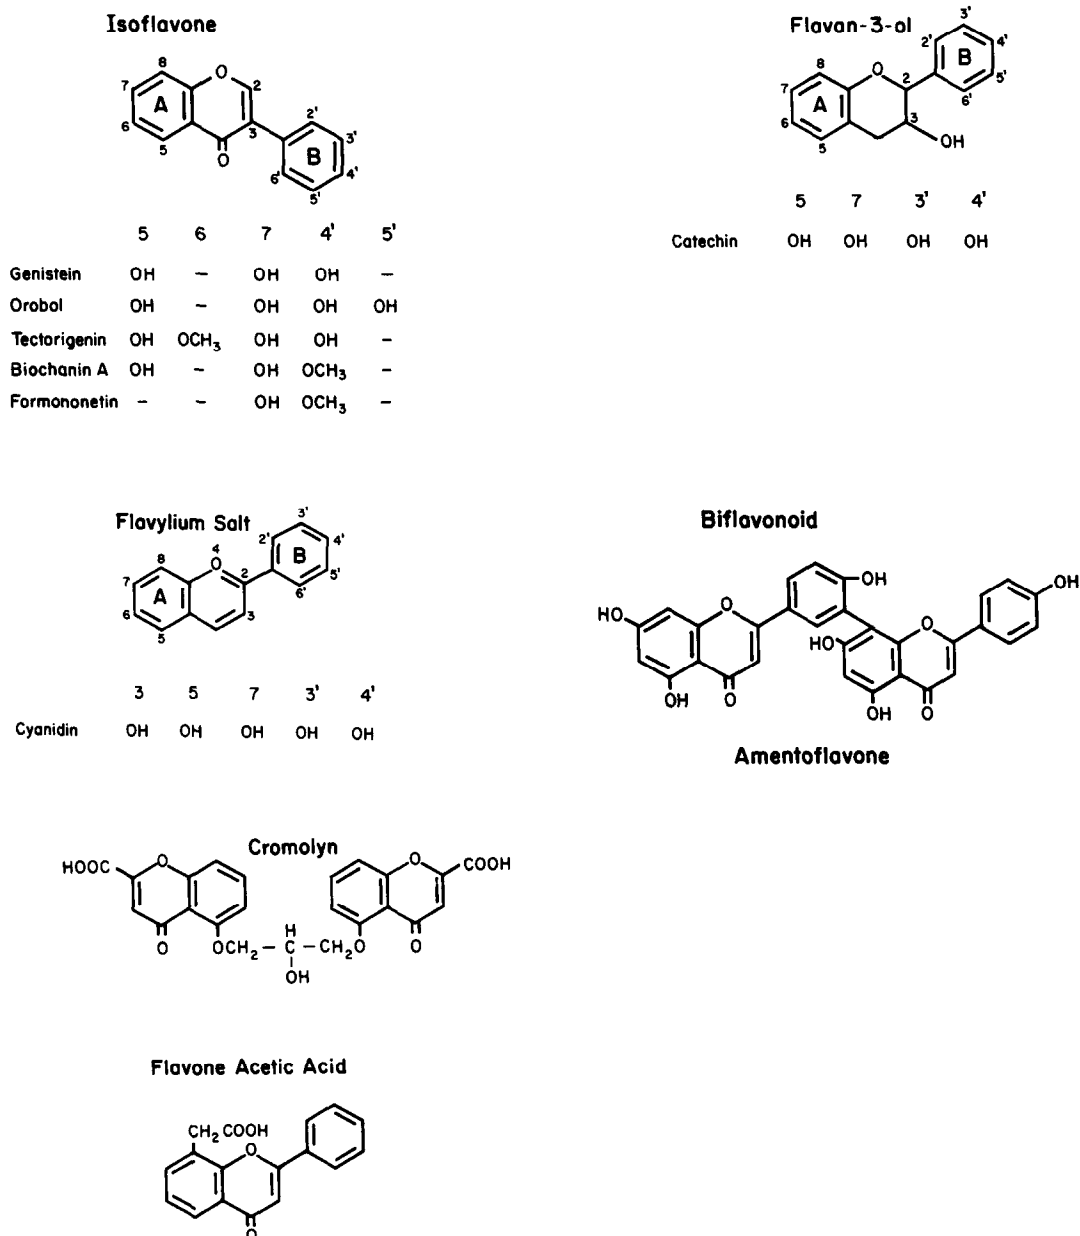 Isoflavone
8
O
7
2
A
6
3
5
O
2'
3'
B
6'
4'
5'
5 6 7 4' 5'
Genistein OH – OH OH –
Orobol OH – OH OH OH
Tectorigenin OH OCH3 OH OH –
Biochanin A OH – OH OCH3 –
Formononetin – – OH OCH3 –
Flavan-3-ol
3'
2'
4'
B
8
O
2
5'
7
A
6'
6
3
5
OH
5 7 3' 4'
Catechin OH OH OH OH
Flavylium Salt
3'
2'
4'
4
B
8
O
7
2
5'
A
6'
6
3
5
3 5 7 3' 4'
Cyanidin OH OH OH OH OH
Biflavonoid
OH
OH
HO
O
O
HO
OH
O
OH
O
Amentoflavone
Cromolyn
HOOC
O
O
COOH
O
OCH2–C–CH2O
H
OH
O
Flavone Acetic Acid
CH2COOH
O
O